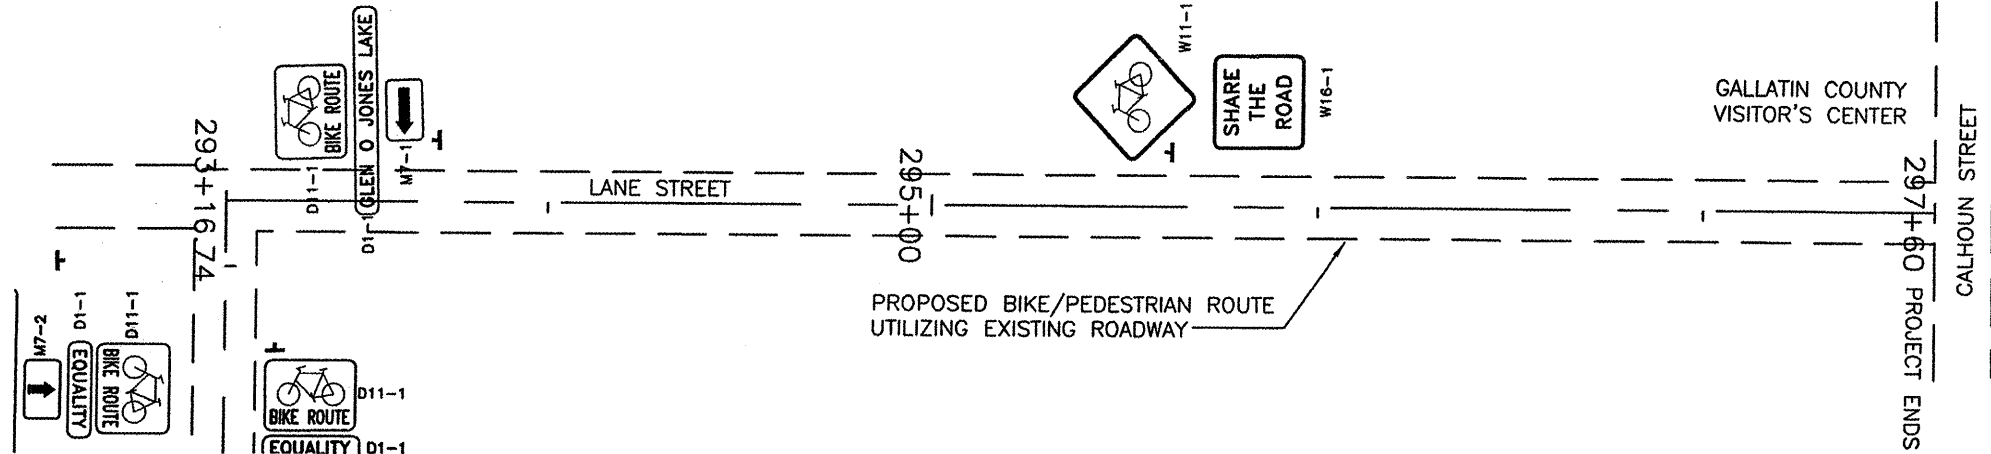 293+16.74
BIKE ROUTE
D11-1
GLEN O JONES LAKE
D1-1
M7-1
LANE STREET
295+00
W11-1
SHARE
THE
ROAD
W16-1
GALLATIN COUNTY
VISITOR'S CENTER
CALHOUN STREET
297+60 PROJECT ENDS
PROPOSED BIKE/PEDESTRIAN ROUTE
UTILIZING EXISTING ROADWAY
M7-2
EQUALITY
BIKE ROUTE
D11-1
BIKE ROUTE
D11-1
EQUALITY
D1-1